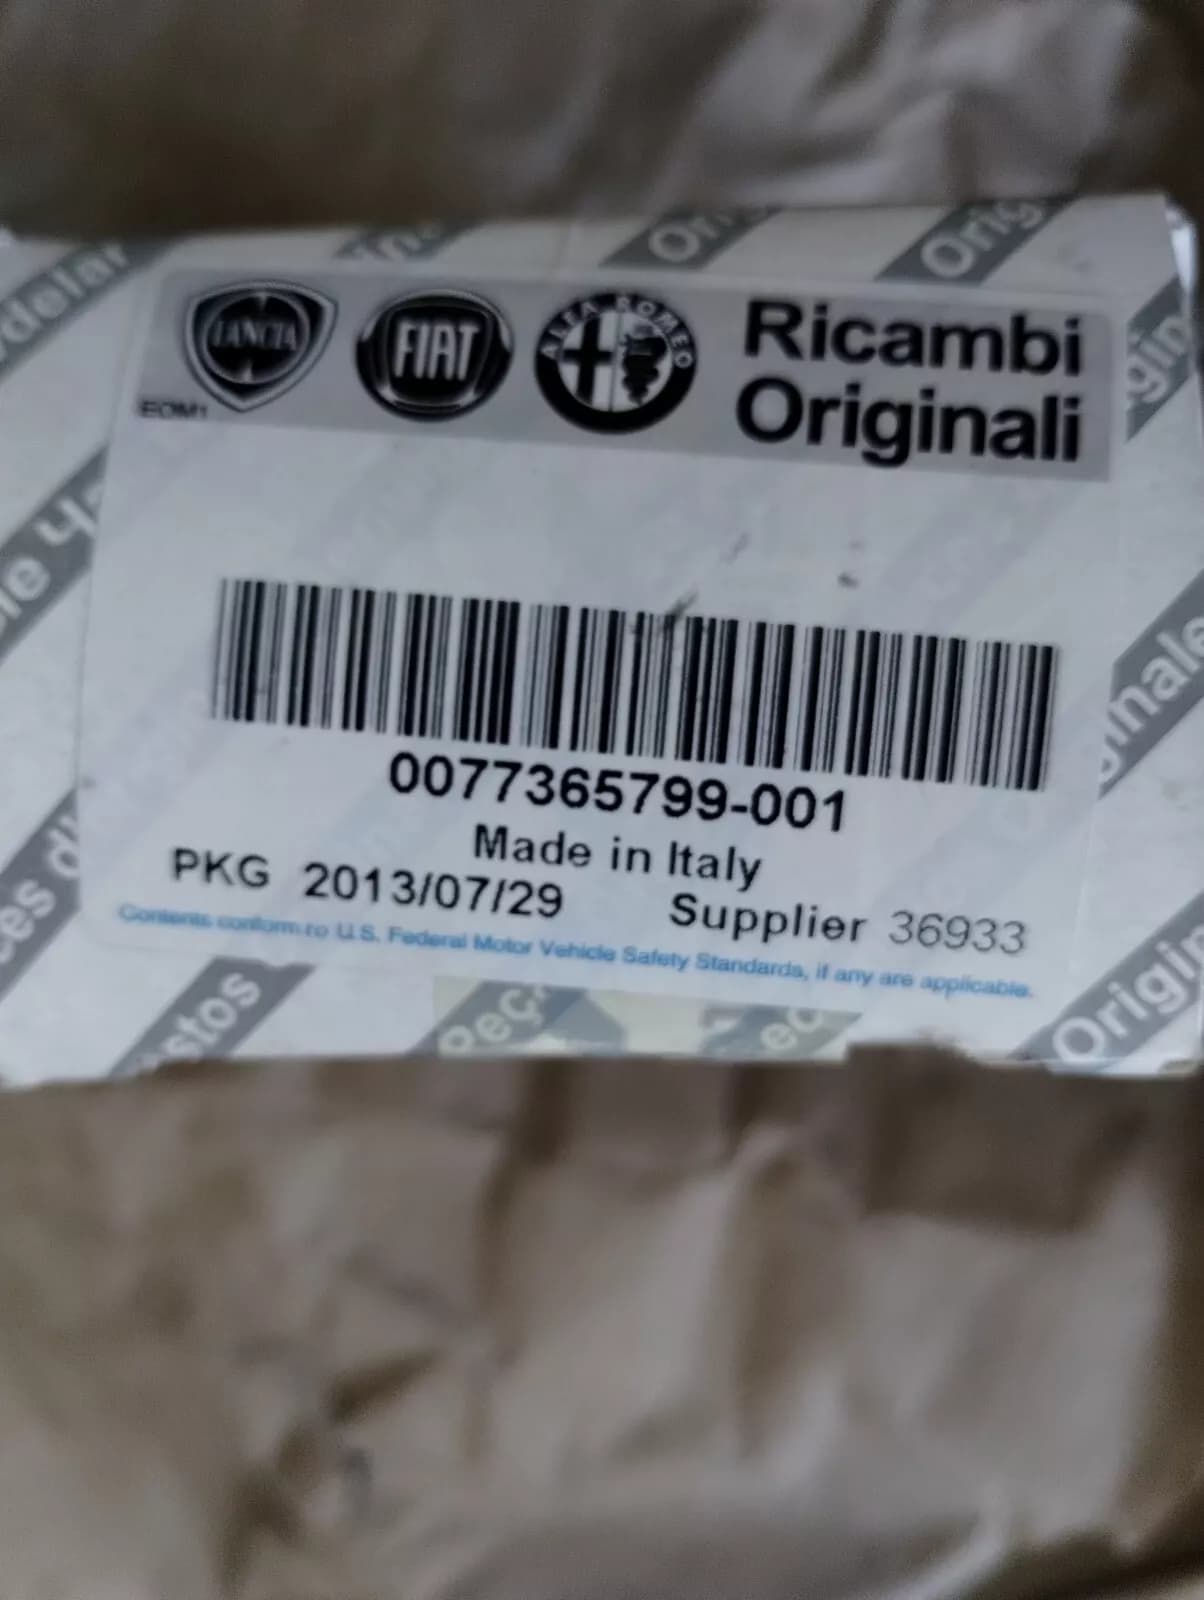 LANCIA FIAT ALFA ROMEO Ricambi
Originali
EOM1
0077365799-001
Made in Italy
PKG 2013/07/29 Supplier 36933
Contents conform to U.S. Federal Motor Vehicle Safety Standards, if any are applicable.